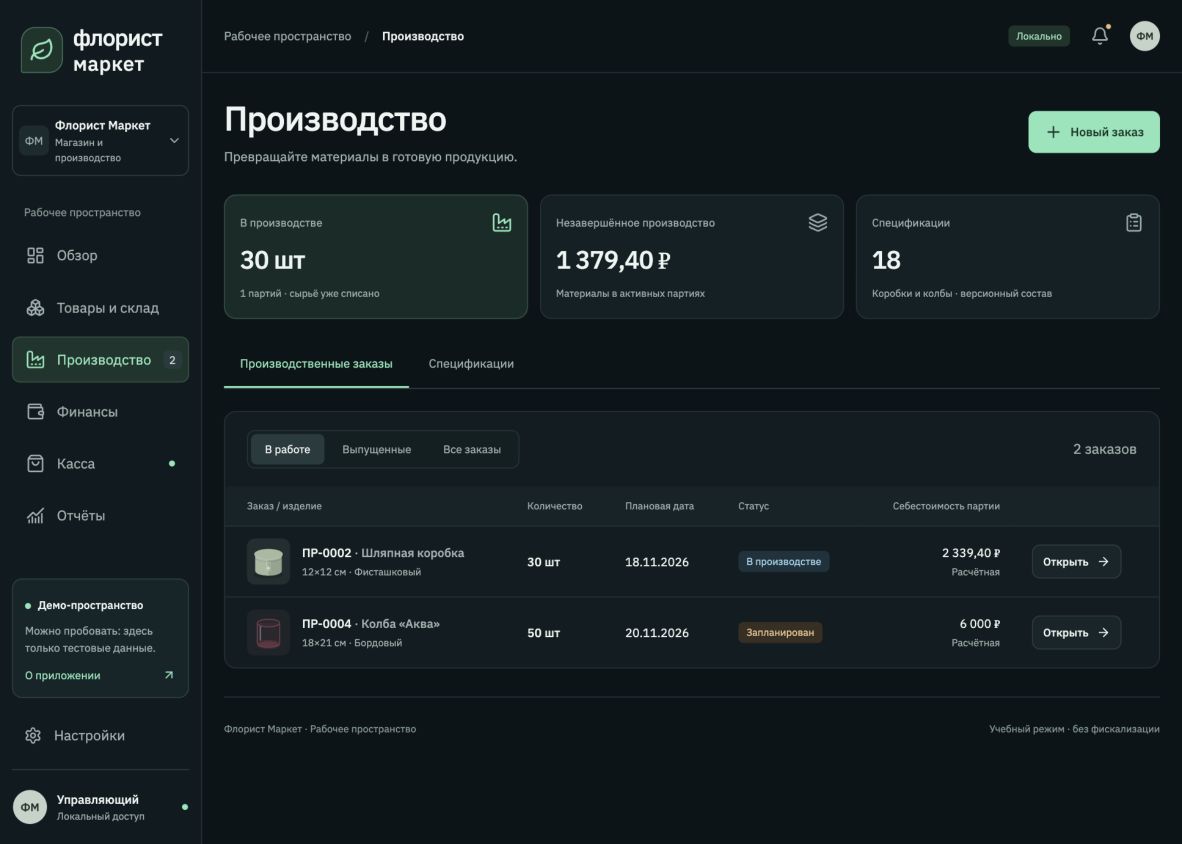 флорист
маркет
ФМ
Флорист Маркет
Магазин и
производство
Рабочее пространство
Обзор
Товары и склад
Производство 2
Финансы
Касса
Отчёты
Демо-пространство
Можно пробовать: здесь
только тестовые данные.
О приложении
Настройки
ФМ
Управляющий
Локальный доступ
Рабочее пространство / Производство
Локально
ФМ
Производство
Превращайте материалы в готовую продукцию.
+ Новый заказ
В производстве
30 шт
1 партий · сырьё уже списано
Незавершённое производство
1 379,40 ₽
Материалы в активных партиях
Спецификации
18
Коробки и колбы · версионный состав
Производственные заказы
Спецификации
В работе
Выпущенные
Все заказы
2 заказов
Заказ / изделие Количество Плановая дата Статус Себестоимость партии
ПР-0002 · Шляпная коробка
12×12 см · Фисташковый
30 шт
18.11.2026
В производстве
2 339,40 ₽
Расчётная
Открыть →
ПР-0004 · Колба «Аква»
18×21 см · Бордовый
50 шт
20.11.2026
Запланирован
6 000 ₽
Расчётная
Открыть →
Флорист Маркет · Рабочее пространство
Учебный режим · без фискализации